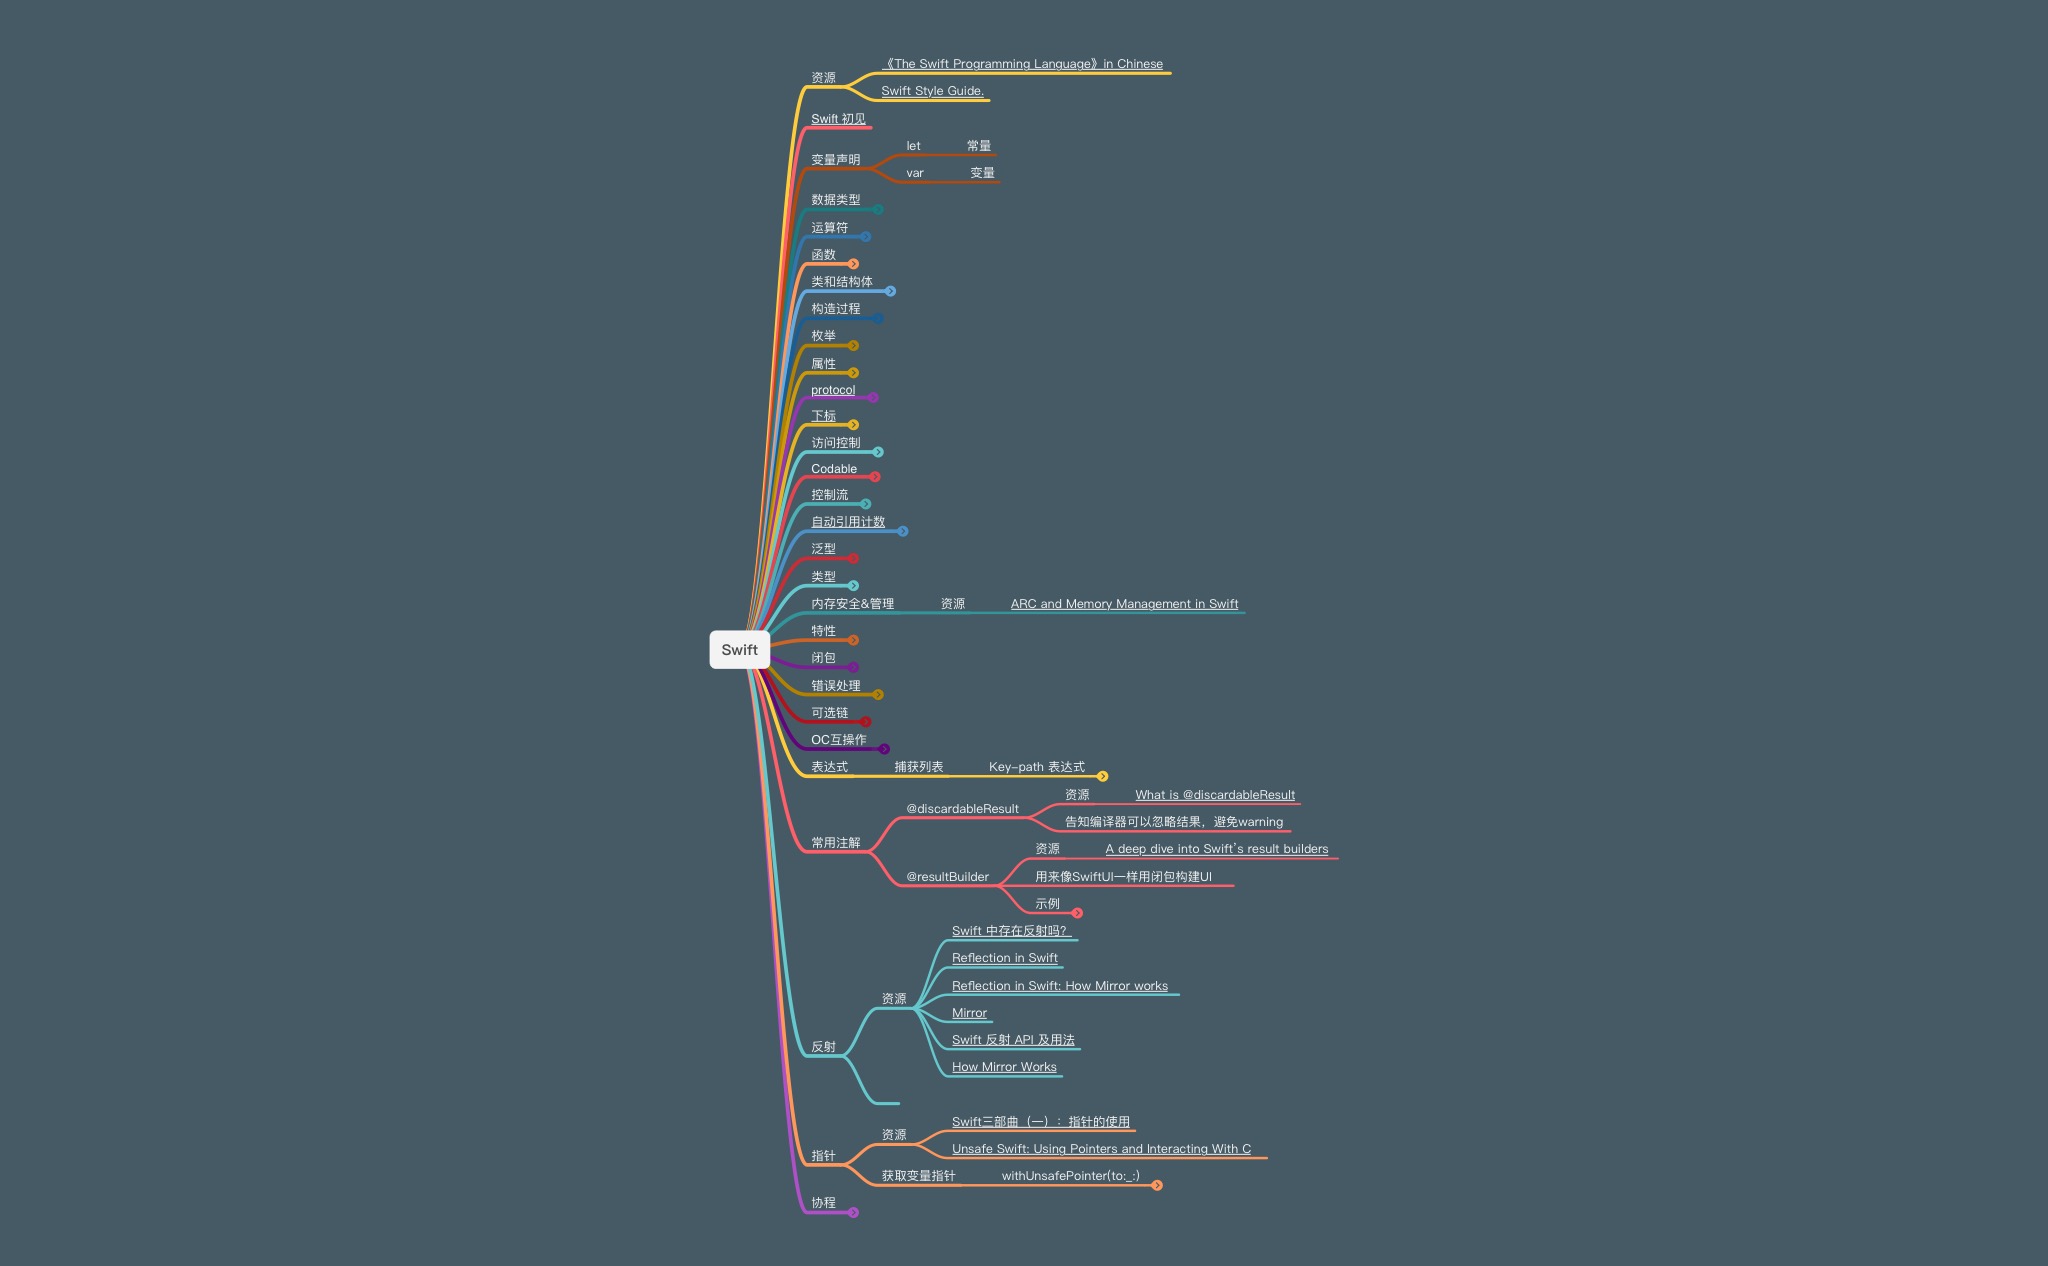 《The Swift Programming Language》in Chinese
资源
Swift Style Guide.
Swift 初见
let 常量
变量声明
var 变量
数据类型
运算符
函数
类和结构体
构造过程
枚举
属性
protocol
下标
访问控制
Codable
控制流
自动引用计数
泛型
类型
内存安全&管理 资源 ARC and Memory Management in Swift
特性
Swift
闭包
错误处理
可选链
OC互操作
表达式 捕获列表 Key-path 表达式
资源 What is @discardableResult
@discardableResult
告知编译器可以忽略结果，避免warning
常用注解
资源 A deep dive into Swift's result builders
@resultBuilder 用来像SwiftUI一样用闭包构建UI
示例
Swift 中存在反射吗？
Reflection in Swift
Reflection in Swift: How Mirror works
资源
Mirror
Swift 反射 API 及用法
反射
How Mirror Works
Swift三部曲（一）：指针的使用
资源
Unsafe Swift: Using Pointers and Interacting With C
指针
获取变量指针 withUnsafePointer(to:_:)
协程